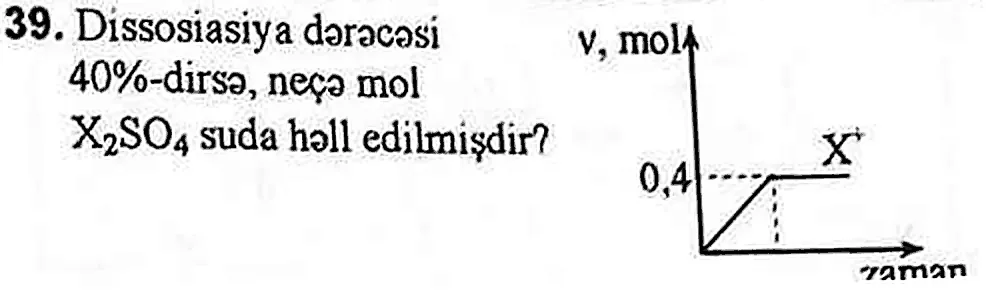 39. Dissosiasiya dərəcəsi
40%-dirsə, neçə mol
X₂SO₄ suda həll edilmişdir?
ν, mol
X⁺
0,4
zaman